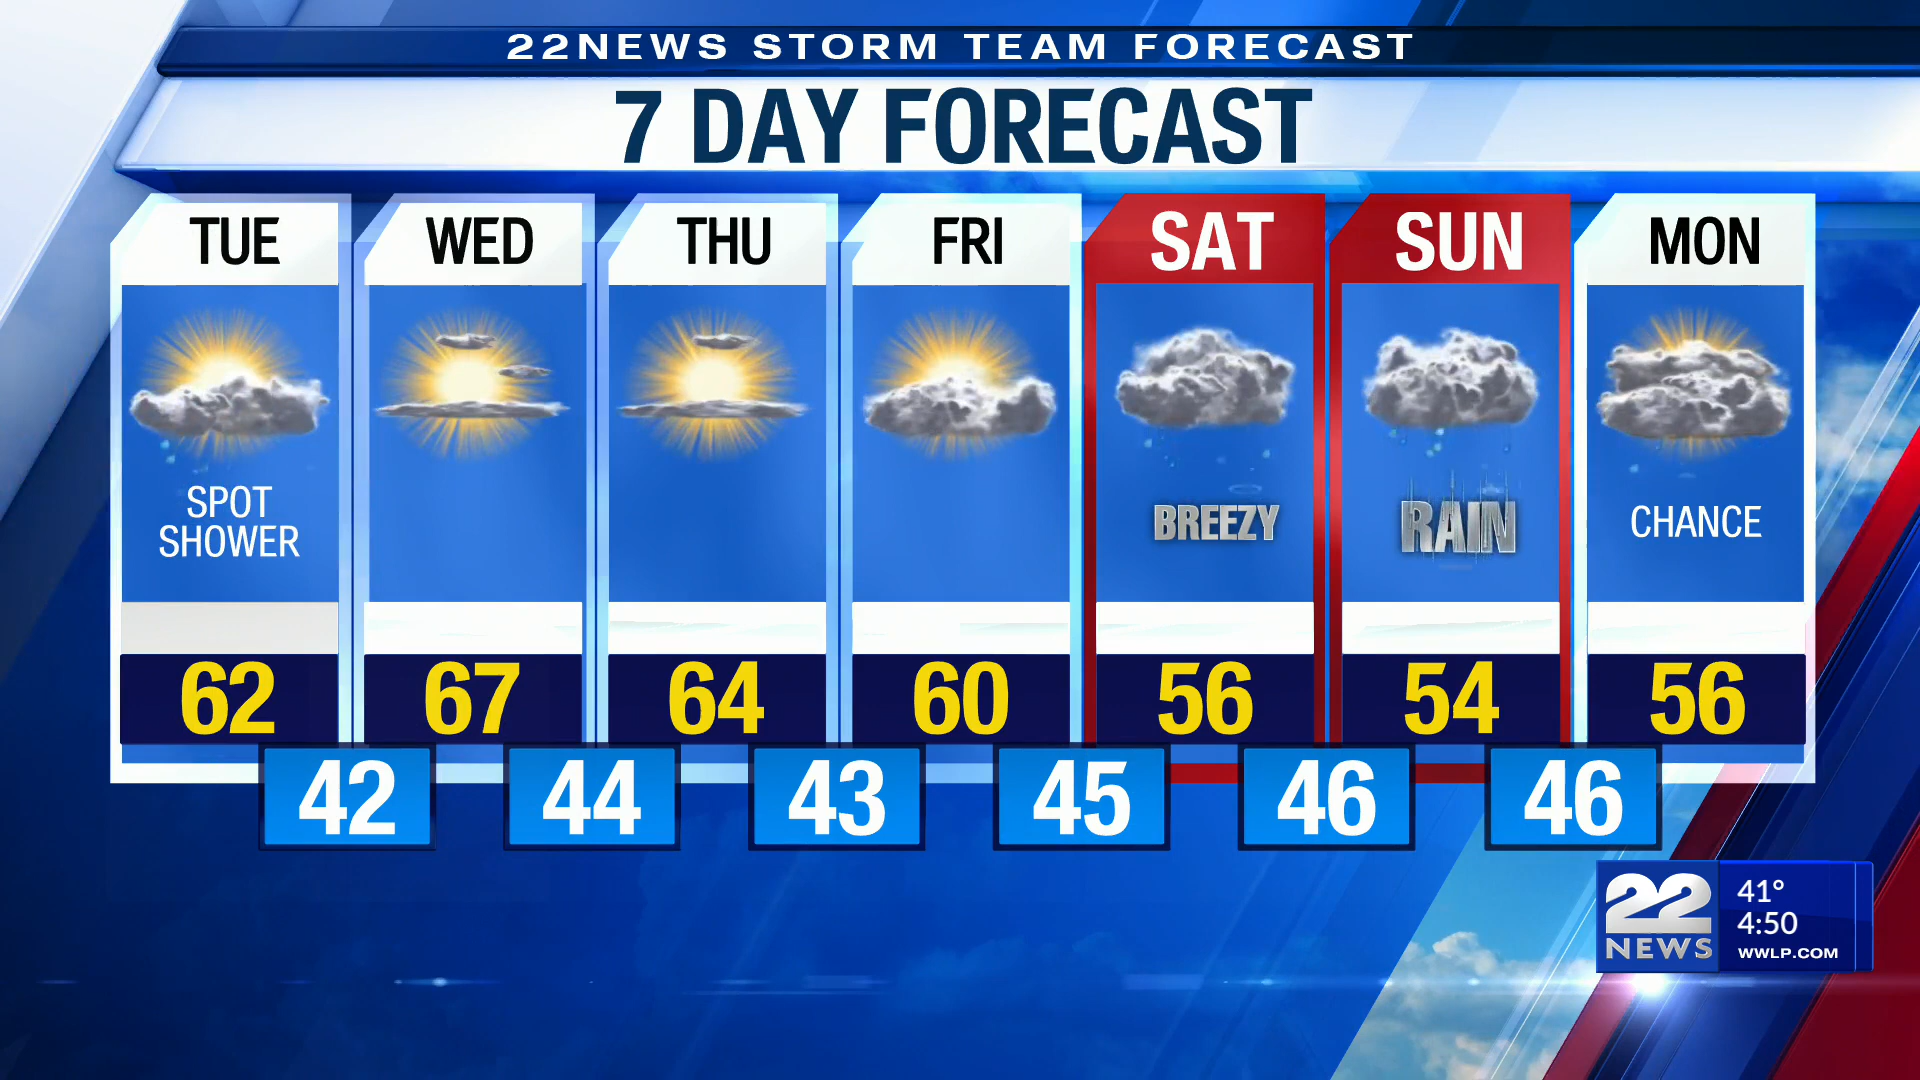 22NEWS STORM TEAM FORECAST
7 DAY FORECAST
TUE WED THU FRI SAT SUN MON
SPOT
SHOWER
BREEZY
RAIN
CHANCE
62 67 64 60 56 54 56
42 44 43 45 46 46
22
NEWS
41°
4:50
WWLP.COM